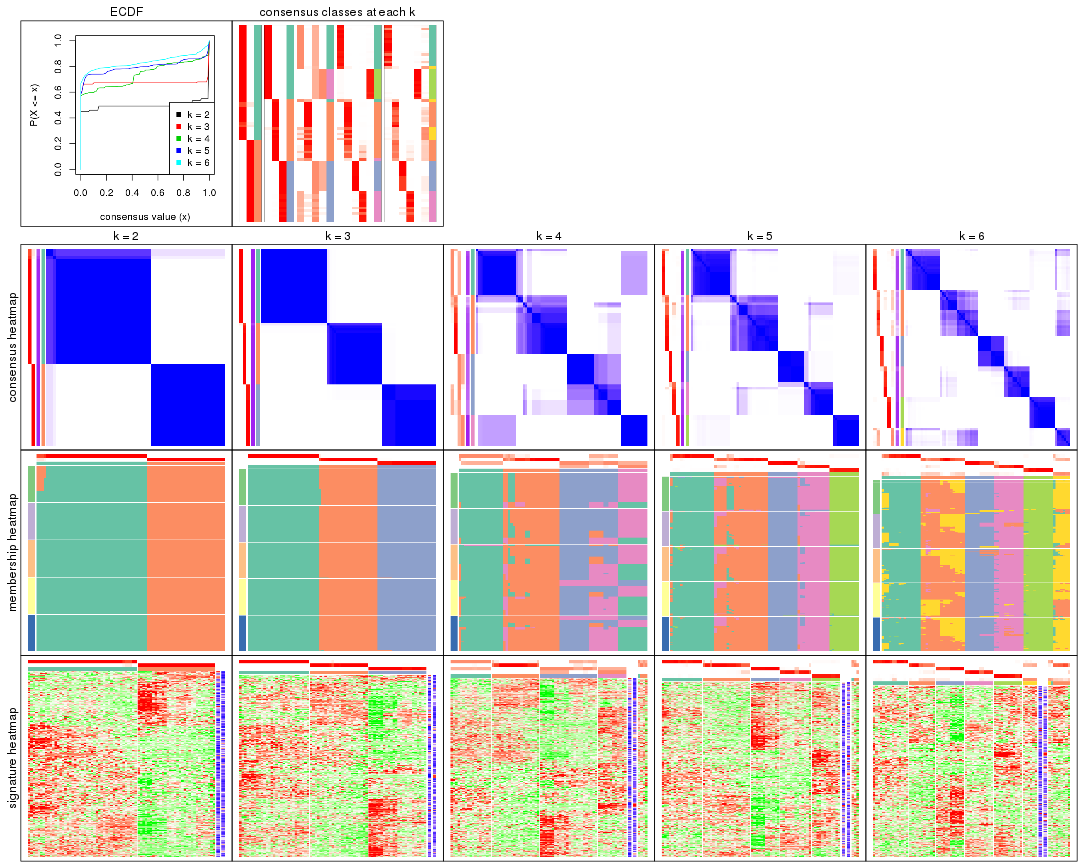 ECDF
consensus classes at each k
P(X <= x)
0.0
0.2
0.4
0.6
0.8
1.0
k = 2
k = 3
k = 4
k = 5
k = 6
0.0 0.2 0.4 0.6 0.8 1.0
consensus value (x)
k = 2
k = 3
k = 4
k = 5
k = 6
consensus heatmap
membership heatmap
signature heatmap